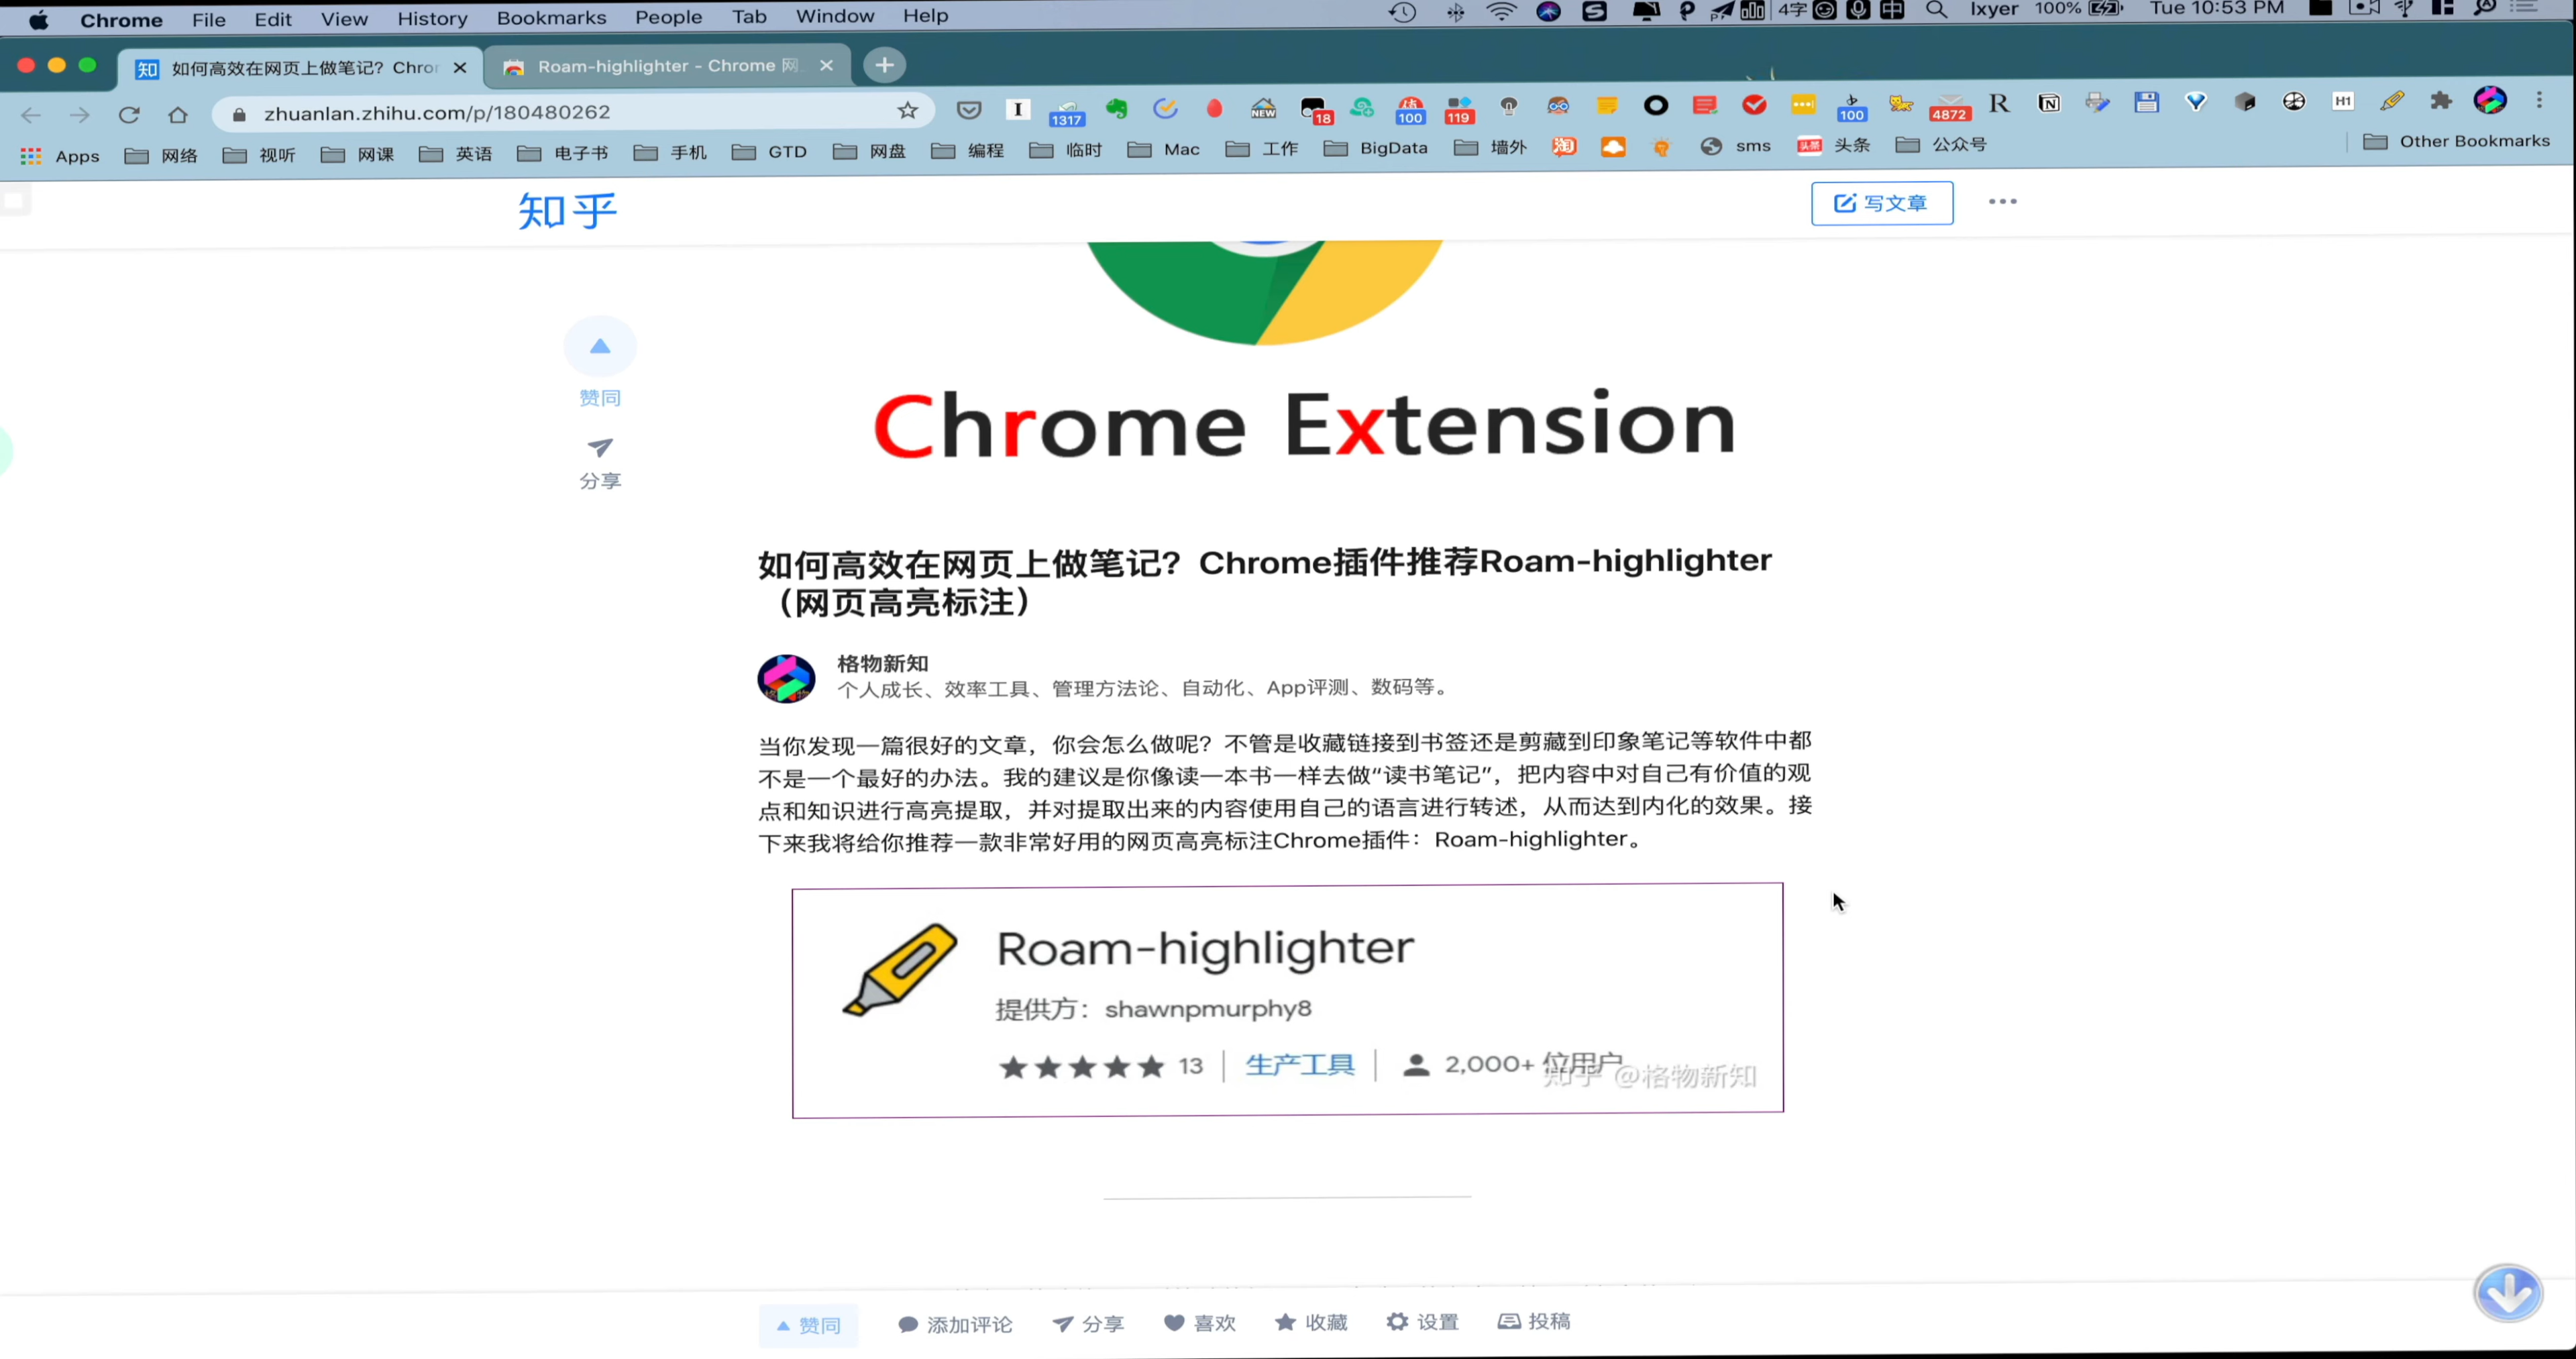 Chrome File Edit View History Bookmarks People Tab Window Help 4字 中 lxyer 100% Tue 10:53 PM
知 如何高效在网页上做笔记？Chror Roam-highlighter - Chrome 网
zhuanlan.zhihu.com/p/180480262 I 1317 NEW 18 100 119 100 4872 R N H1
Apps 网络 视听 网课 英语 电子书 手机 GTD 网盘 编程 临时 Mac 工作 BigData 墙外 淘 sms 头条 头条 公众号 Other Bookmarks
知乎 写文章
赞同
分享
Chrome Extension
如何高效在网页上做笔记？Chrome插件推荐Roam-highlighter
（网页高亮标注）
格物新知
个人成长、效率工具、管理方法论、自动化、App评测、数码等。
当你发现一篇很好的文章，你会怎么做呢？不管是收藏链接到书签还是剪藏到印象笔记等软件中都
不是一个最好的办法。我的建议是你像读一本书一样去做“读书笔记”，把内容中对自己有价值的观
点和知识进行高亮提取，并对提取出来的内容使用自己的语言进行转述，从而达到内化的效果。接
下来我将给你推荐一款非常好用的网页高亮标注Chrome插件：Roam-highlighter。
Roam-highlighter
提供方：shawnpmurphy8
13 生产工具 2,000+ 位用户
知乎 @格物新知
赞同 添加评论 分享 喜欢 收藏 设置 投稿